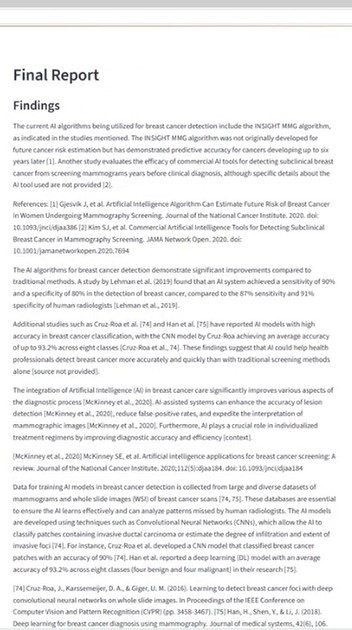 Final Report
Findings
The current AI algorithms being utilized for breast cancer detection include the INSIGHT MMG algorithm,
as indicated in the studies mentioned. The INSIGHT MMG algorithm was not originally developed for
future cancer risk estimation but has demonstrated predictive accuracy for cancers developing up to six
years later [1]. Another study evaluates the efficacy of commercial AI tools for detecting subclinical breast
cancer from screening mammograms years before clinical diagnosis, although specific details about the
AI tool used are not provided [2].
References: [1] Gjesvik J, et al. Artificial Intelligence Algorithm Can Estimate Future Risk of Breast Cancer
in Women Undergoing Mammography Screening. Journal of the National Cancer Institute. 2020. doi:
10.1093/jnci/djaa386 [2] Kim SJ, et al. Commercial Artificial Intelligence Tools for Detecting Subclinical
Breast Cancer in Mammography Screening. JAMA Network Open. 2020. doi:
10.1001/jamanetworkopen.2020.7694
The AI algorithms for breast cancer detection demonstrate significant improvements compared to
traditional methods. A study by Lehman et al. (2019) found that an AI system achieved a sensitivity of 90%
and a specificity of 80% in the detection of breast cancer, compared to the 87% sensitivity and 91%
specificity of human radiologists [Lehman et al., 2019].
Additional studies such as Cruz-Roa et al. [74] and Han et al. [75] have reported AI models with high
accuracy in breast cancer classification, with the CNN model by Cruz-Roa achieving an average accuracy
of up to 93.2% across eight classes [Cruz-Roa et al., 74]. These findings suggest that AI could help health
professionals detect breast cancer more accurately and quickly than with traditional screening methods
alone [source not provided].
The integration of Artificial Intelligence (AI) in breast cancer care significantly improves various aspects of
the diagnostic process [McKinney et al., 2020]. AI-assisted systems can enhance the accuracy of lesion
detection [McKinney et al., 2020], reduce false-positive rates, and expedite the interpretation of
mammographic images [McKinney et al., 2020]. Furthermore, AI plays a crucial role in individualized
treatment regimens by improving diagnostic accuracy and efficiency [context].
[McKinney et al., 2020] McKinney SE, et al. Artificial intelligence applications for breast cancer screening: A
review. Journal of the National Cancer Institute. 2020;112(5):djaa184. doi: 10.1093/jnci/djaa184
Data for training AI models in breast cancer detection is collected from large and diverse datasets of
mammograms and whole slide images (WSI) of breast cancer scans [74, 75]. These databases are essential
to ensure the AI learns effectively and can analyze patterns missed by human radiologists. The AI models
are developed using techniques such as Convolutional Neural Networks (CNNs), which allow the AI to
classify patches containing invasive ductal carcinoma or estimate the degree of infiltration and extent of
invasive foci [74]. For instance, Cruz-Roa et al. developed a CNN model that classified breast cancer
patches with an accuracy of 90% [74]. Han et al. reported a deep learning (DL) model with an average
accuracy of 93.2% across eight classes (four benign and four malignant) in their research [75].
[74] Cruz-Roa, J., Karssemeijer, D. A., & Giger, U. M. (2016). Learning to detect breast cancer foci with deep
convolutional neural networks on whole slide images. In Proceedings of the IEEE Conference on
Computer Vision and Pattern Recognition (CVPR) (pp. 3458-3467). [75] Han, H., Shen, Y., & Li, J. (2018).
Deep learning for breast cancer diagnosis using mammography. Journal of medical systems, 42(6), 106.